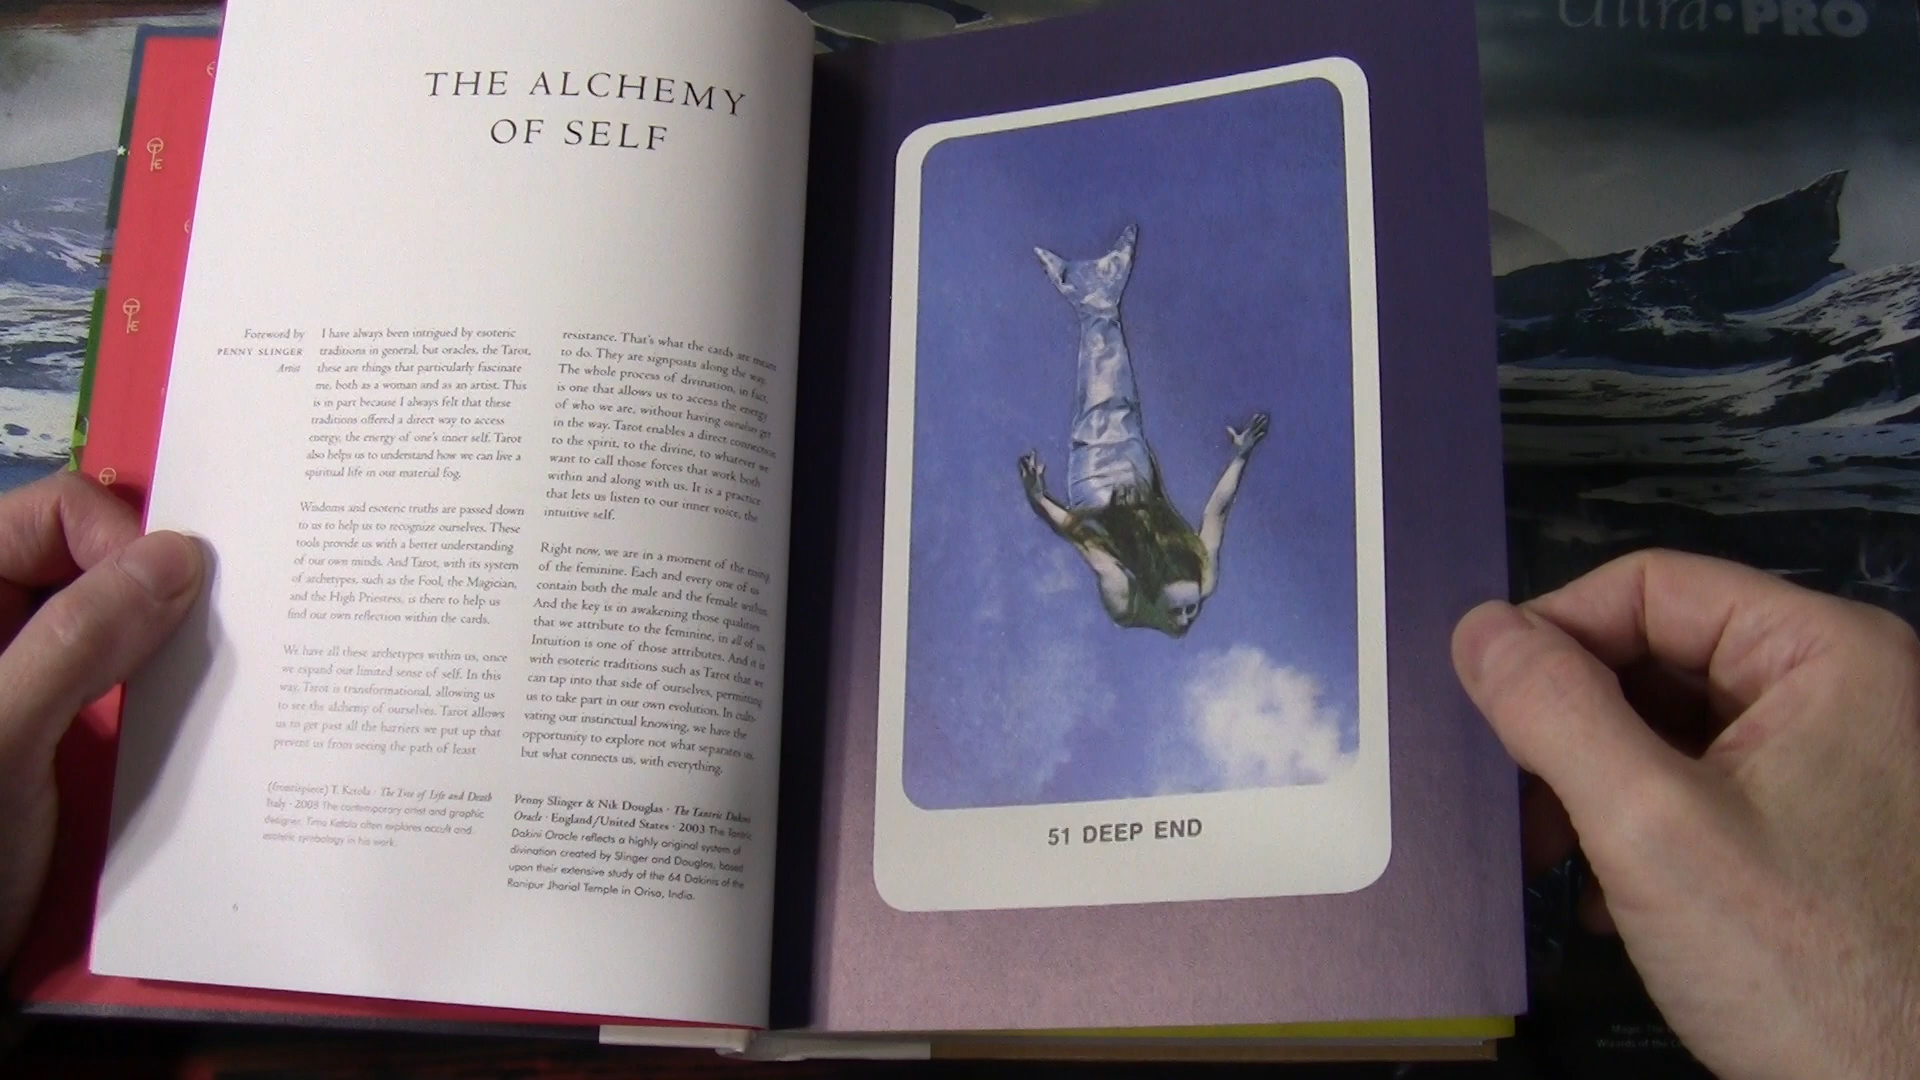 Ultra•PRO
THE ALCHEMY
OF SELF
Foreword by
PENNY SLINGER
Artist
I have always been intrigued by esoteric
traditions in general, but oracles, the Tarot,
these are things that particularly fascinate
me, both as a woman and as an artist. This
is in part because I always felt that these
traditions offered a direct way to access
energy, the energy of one's inner self. Tarot
also helps us to understand how we can live a
spiritual life in our material fog.
Wisdoms and esoteric truths are passed down
to us to help us to recognize ourselves. These
tools provide us with a better understanding
of our own minds. And Tarot, with its system
of archetypes, such as the Fool, the Magician,
and the High Priestess, is there to help us
find our own reflection within the cards.
We have all these archetypes within us, once
we expand our limited sense of self. In this
way, Tarot is transformational, allowing us
to see the alchemy of ourselves. Tarot allows
us to get past all the barriers we put up that
prevent us from seeing the path of least
resistance. That's what the cards are meant
to do. They are signposts along the way.
The whole process of divination, in fact,
is one that allows us to access the energy
of who we are, without having ourselves get
in the way. Tarot enables a direct connection
to the spirit, to the divine, to whatever we
want to call those forces that work both
within and along with us. It is a practice
that lets us listen to our inner voice, the
intuitive self.
Right now, we are in a moment of the rising
of the feminine. Each and every one of us
contain both the male and the female within.
And the key is in awakening those qualities
that we attribute to the feminine, in all of us.
Intuition is one of those attributes. And it is
with esoteric traditions such as Tarot that we
can tap into that side of ourselves, permitting
us to take part in our own evolution. In culti-
vating our instinctual knowing, we have the
opportunity to explore not what separates us,
but what connects us, with everything.
(frontispiece) T. Ketola · The Tree of Life and Death
Italy · 2008 The contemporary artist and graphic
designer, Timo Ketola often explores occult and
esoteric symbology in his work.
Penny Slinger & Nik Douglas · The Tantric Dakini
Oracle · England/United States · 2003 The Tantric
Dakini Oracle reflects a highly original system of
divination created by Slinger and Douglas, based
upon their extensive study of the 64 Dakinis of the
Ranipur Jharial Temple in Orisa, India.
6
51 DEEP END